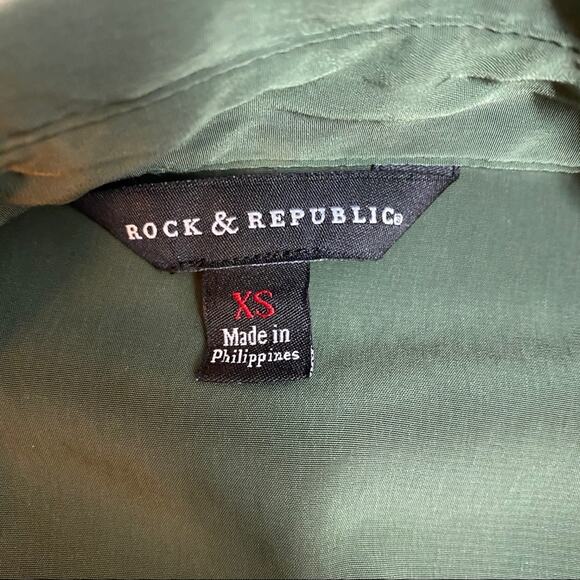 ROCK & REPUBLIC®
XS
Made in
Philippines